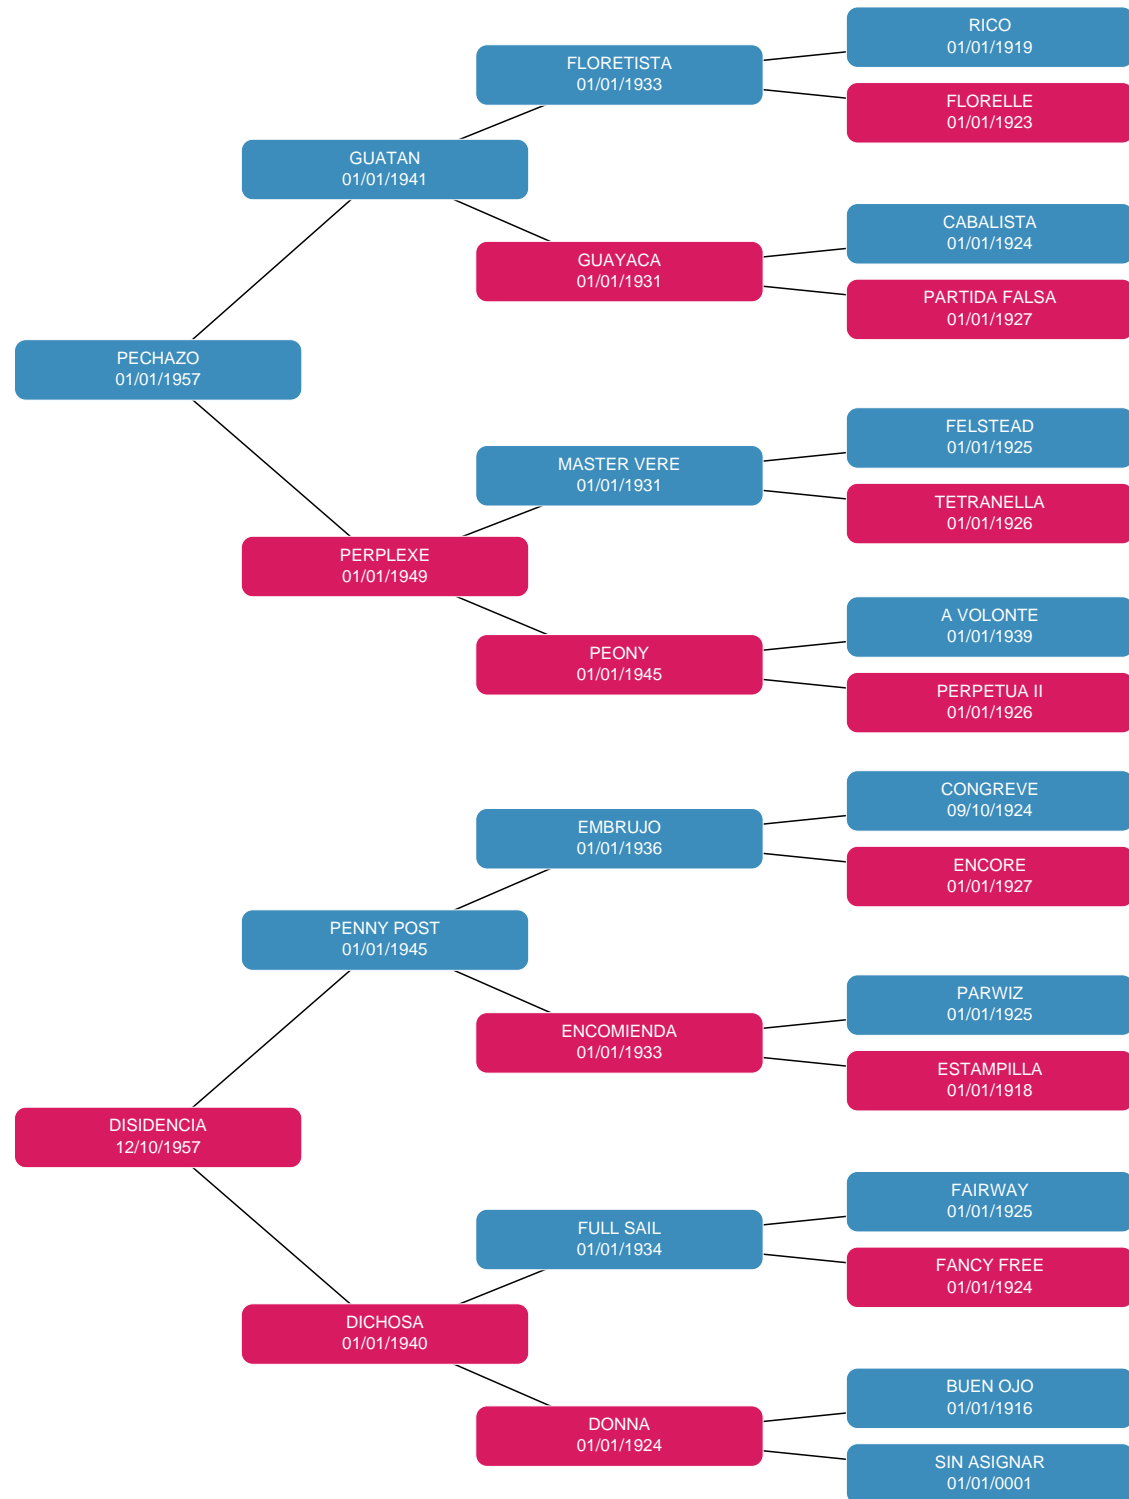 RICO
01/01/1919
FLORETISTA
01/01/1933
FLORELLE
01/01/1923
GUATAN
01/01/1941
CABALISTA
01/01/1924
GUAYACA
01/01/1931
PARTIDA FALSA
01/01/1927
PECHAZO
01/01/1957
FELSTEAD
01/01/1925
MASTER VERE
01/01/1931
TETRANELLA
01/01/1926
PERPLEXE
01/01/1949
A VOLONTE
01/01/1939
PEONY
01/01/1945
PERPETUA II
01/01/1926
CONGREVE
09/10/1924
EMBRUJO
01/01/1936
ENCORE
01/01/1927
PENNY POST
01/01/1945
PARWIZ
01/01/1925
ENCOMIENDA
01/01/1933
ESTAMPILLA
01/01/1918
DISIDENCIA
12/10/1957
FAIRWAY
01/01/1925
FULL SAIL
01/01/1934
FANCY FREE
01/01/1924
DICHOSA
01/01/1940
BUEN OJO
01/01/1916
DONNA
01/01/1924
SIN ASIGNAR
01/01/0001